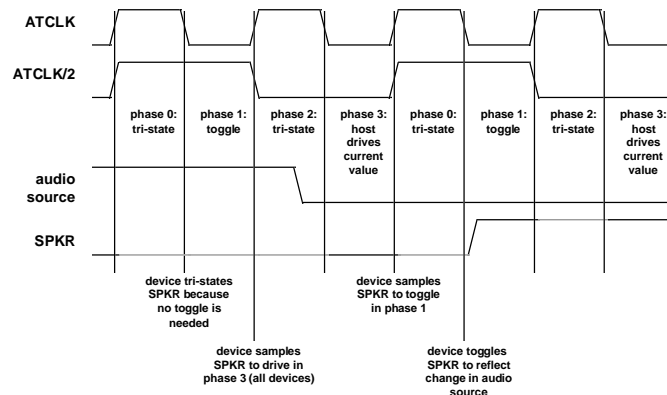 ATCLK
ATCLK/2
phase 0:
tri-state
phase 1:
toggle
phase 2:
tri-state
phase 3:
host
drives
current
value
phase 0:
tri-state
phase 1:
toggle
phase 2:
tri-state
phase 3:
host
drives
current
value
audio
source
SPKR
device tri-states
SPKR because
no toggle is
needed
device samples
SPKR to toggle
in phase 1
device samples
SPKR to drive in
phase 3 (all devices)
device toggles
SPKR to reflect
change in audio
source